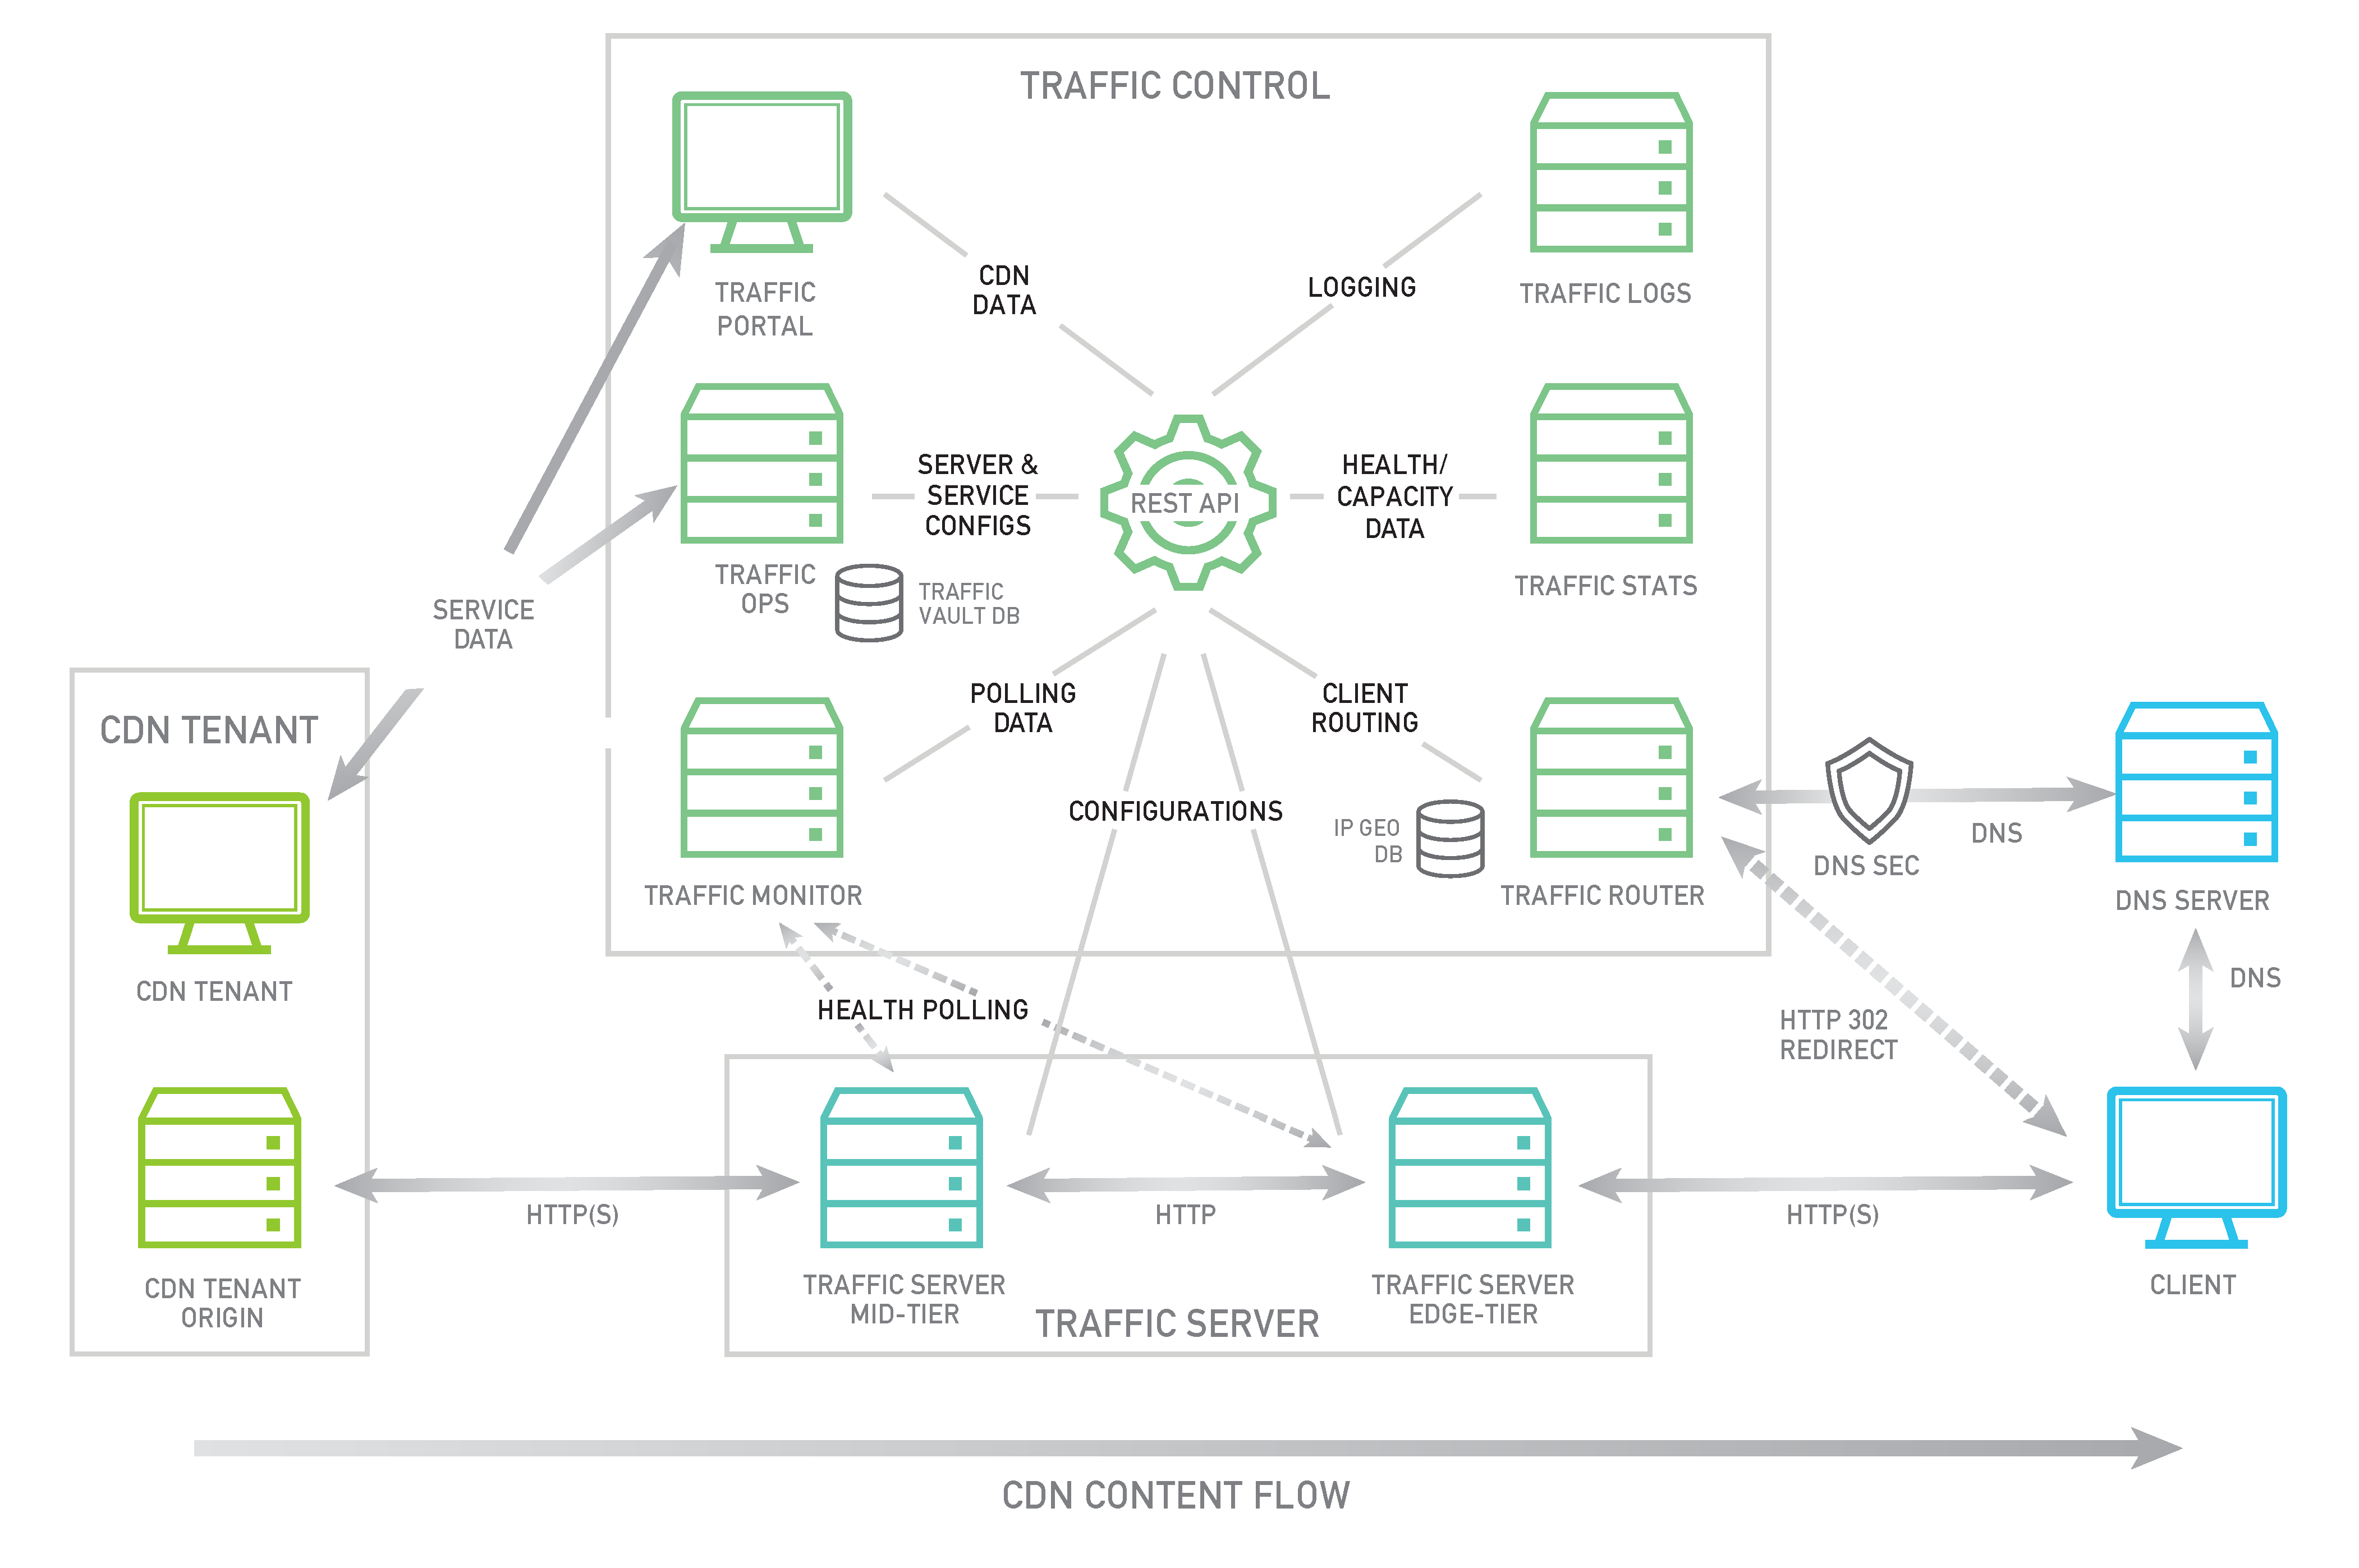 TRAFFIC CONTROL
TRAFFIC
PORTAL
CDN
DATA
LOGGING
TRAFFIC LOGS
SERVER &
SERVICE
CONFIGS
REST API
HEALTH/
CAPACITY
DATA
TRAFFIC
OPS
TRAFFIC
VAULT DB
TRAFFIC STATS
SERVICE
DATA
POLLING
DATA
CLIENT
ROUTING
CDN TENANT
CONFIGURATIONS
IP GEO
DB
DNS SEC
DNS
TRAFFIC MONITOR
TRAFFIC ROUTER
DNS SERVER
CDN TENANT
HEALTH POLLING
DNS
HTTP 302
REDIRECT
HTTP(S)
HTTP
HTTP(S)
CDN TENANT
ORIGIN
TRAFFIC SERVER
MID-TIER
TRAFFIC SERVER
EDGE-TIER
CLIENT
TRAFFIC SERVER
CDN CONTENT FLOW